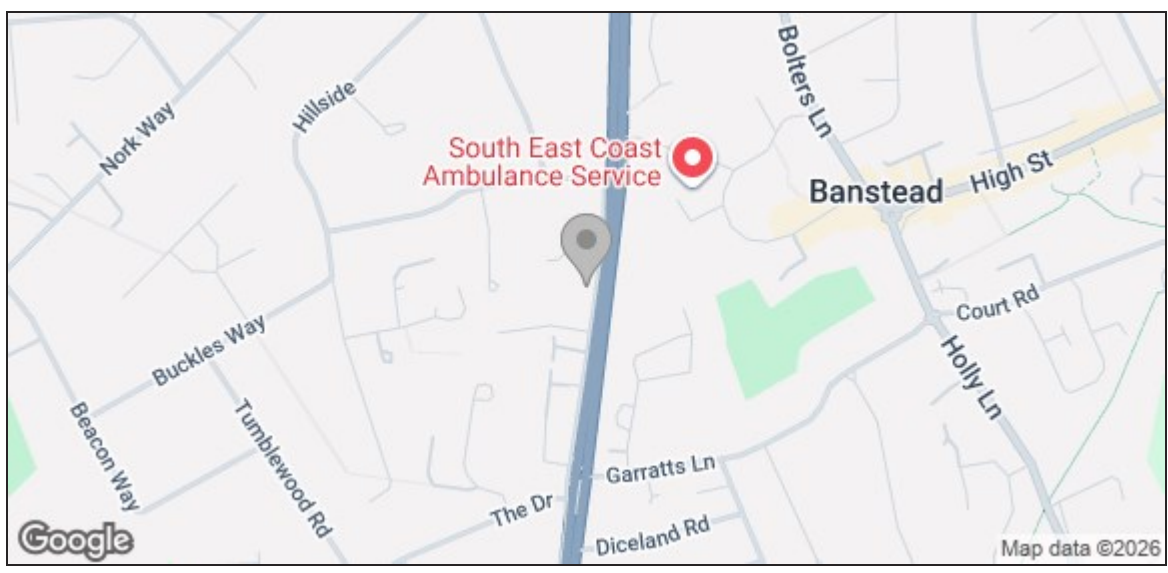 Bolters Ln
Hillside
Nork Way
South East Coast
Ambulance Service
High St
Banstead
Court Rd
Buckles Way
Holly Ln
Beacon Way
Tumblewood Rd
Garratts Ln
The Dr
Diceland Rd
Google
Map data ©2026